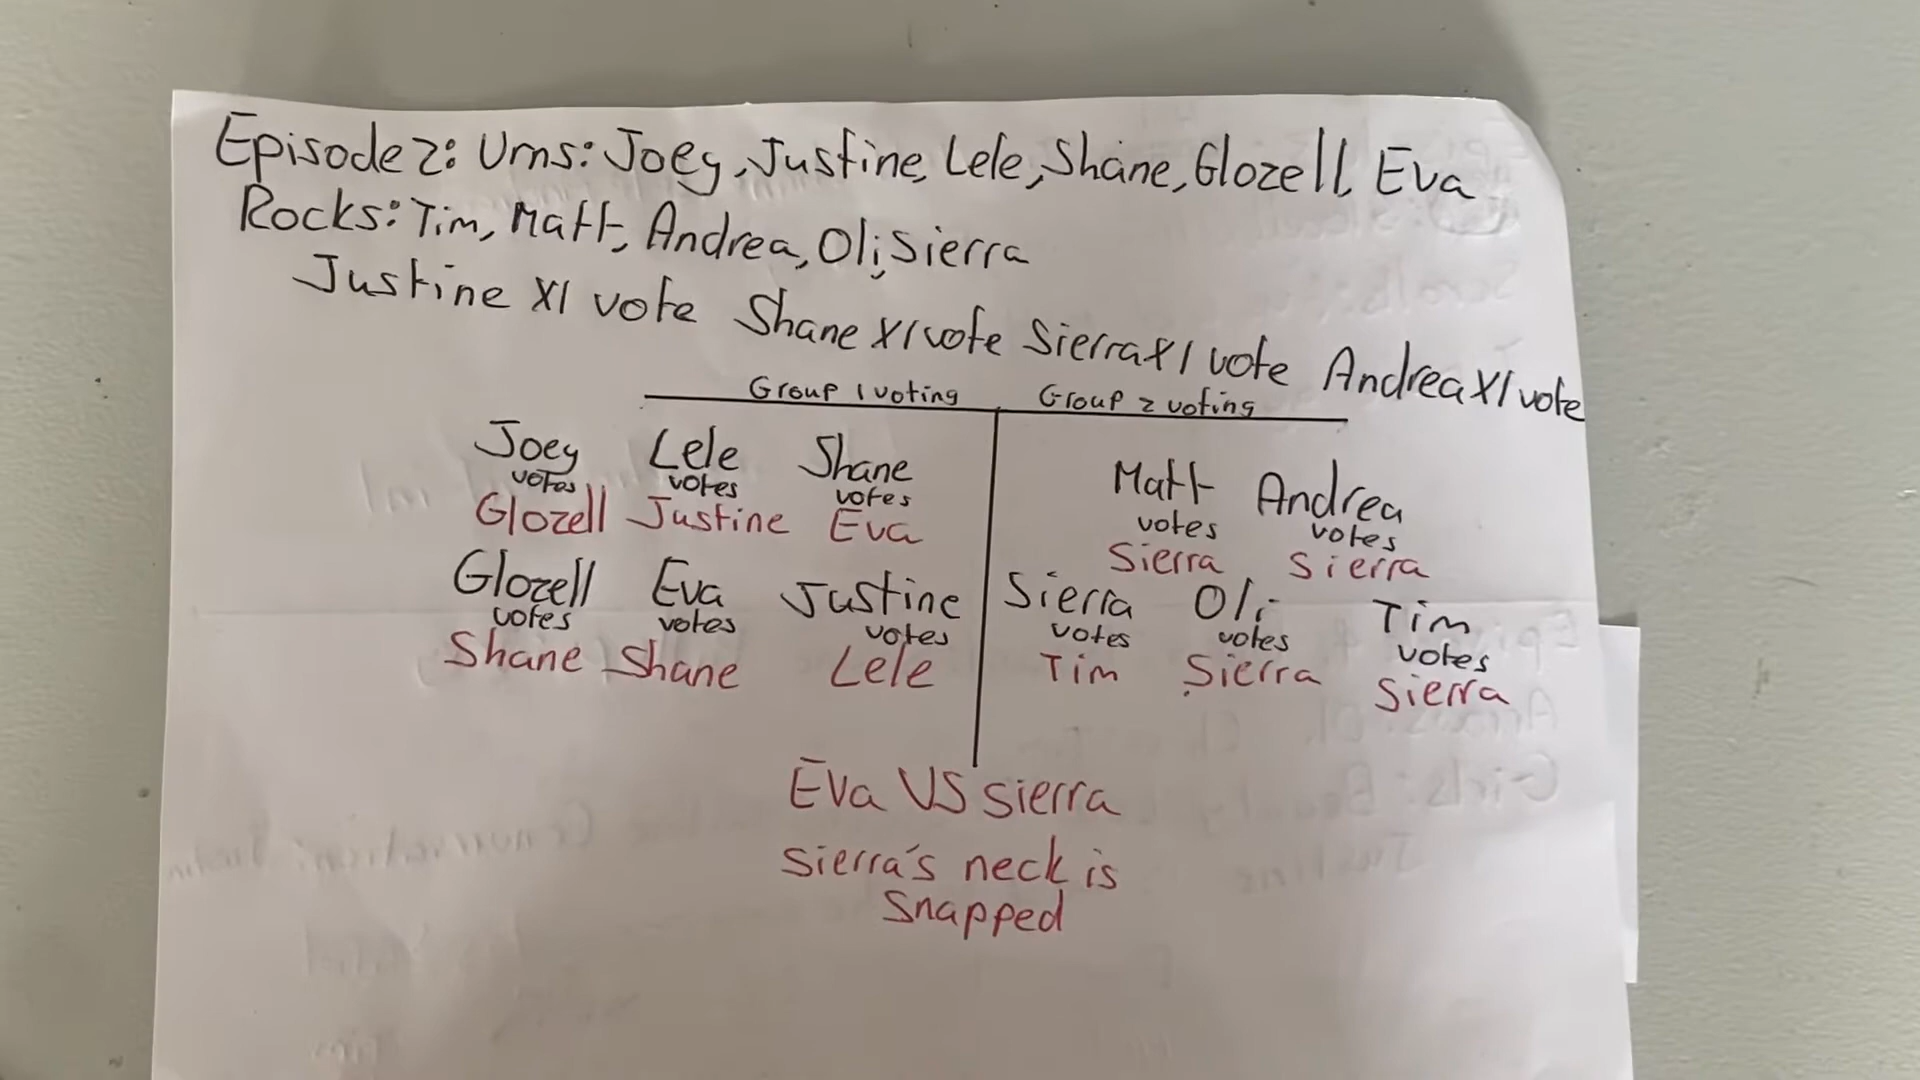 Episode 2: Urns: Joey, Justine, Lele, Shane, Glozell, Eva
Rocks: Tim, Matt, Andrea, Oli, Sierra
Justine X1 vote Shane X1 vote Sierra X1 vote Andrea X1 vote
Group 1 voting Group 2 voting
Joey Lele Shane
votes votes votes
Glozell Justine Eva
Matt Andrea
votes votes
Sierra Sierra
Glozell Eva Justine
votes votes votes
Shane Shane Lele
Sierra Oli Tim
votes votes votes
Tim Sierra Sierra
Eva VS Sierra
Sierra's neck is
snapped